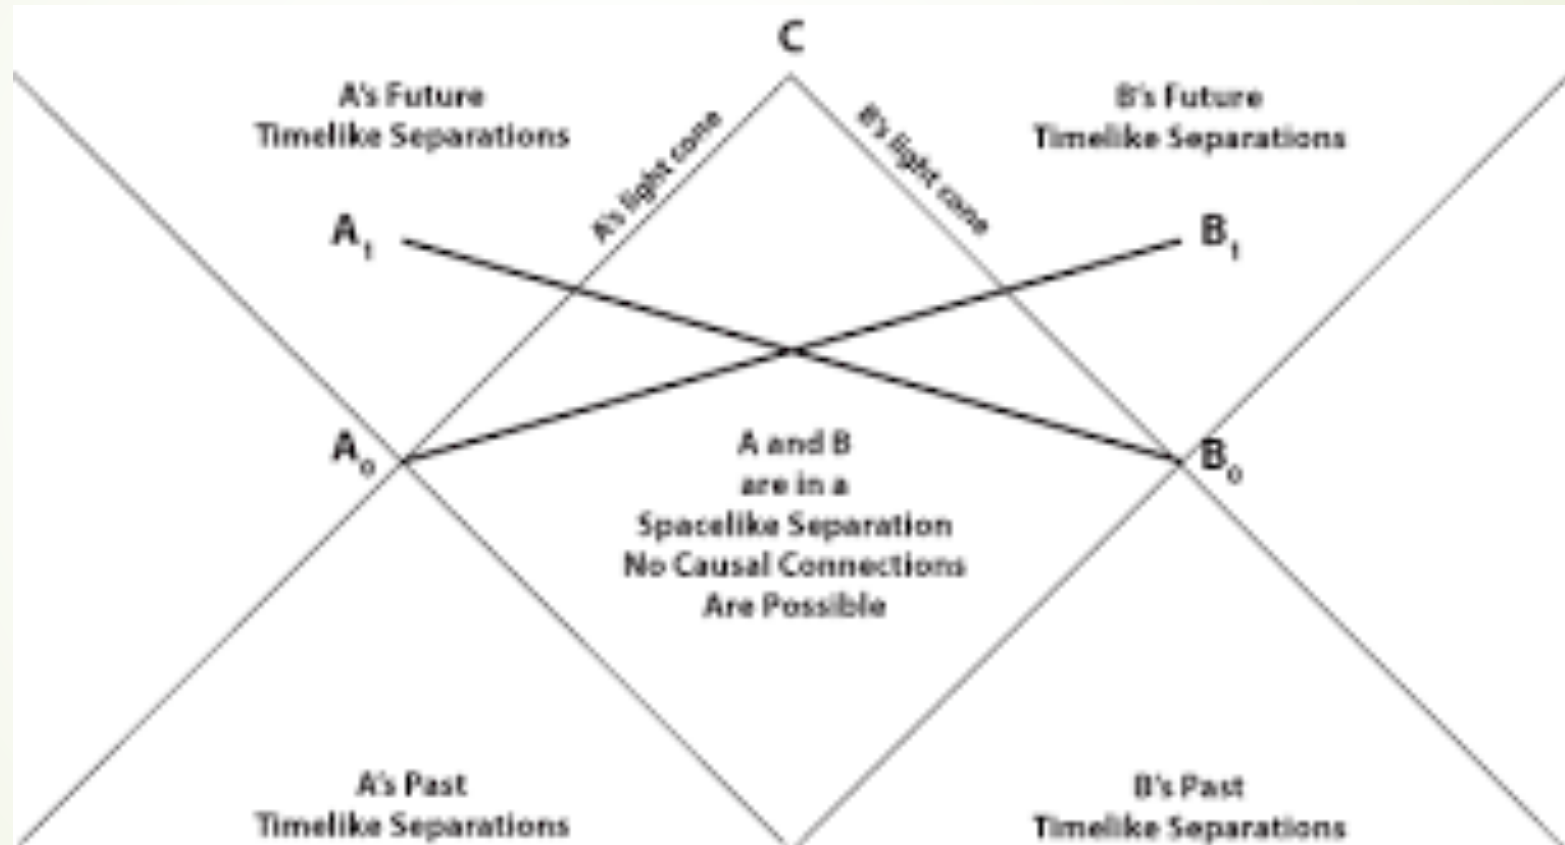 C
A's Future
Timelike Separations
B's Future
Timelike Separations
A's light cone
B's light cone
A1
B1
A0
B0
A and B
are in a
Spacelike Separation
No Causal Connections
Are Possible
A's Past
Timelike Separations
B's Past
Timelike Separations